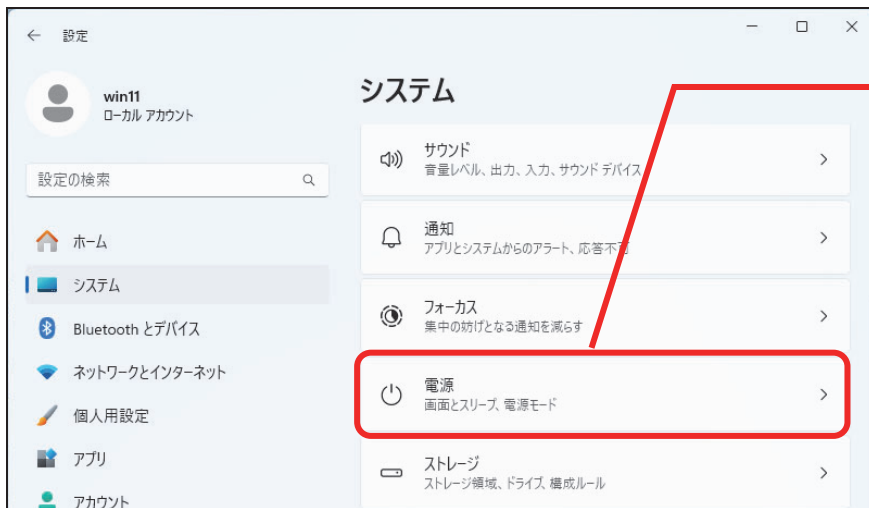 設定
win11
ローカル アカウント
設定の検索
ホーム
システム
Bluetooth とデバイス
ネットワークとインターネット
個人用設定
アプリ
アカウント
システム
サウンド
音量レベル、出力、入力、サウンド デバイス
通知
アプリとシステムからのアラート、応答不可
フォーカス
集中の妨げとなる通知を減らす
電源
画面とスリープ、電源モード
ストレージ
ストレージ領域、ドライブ、構成ルール